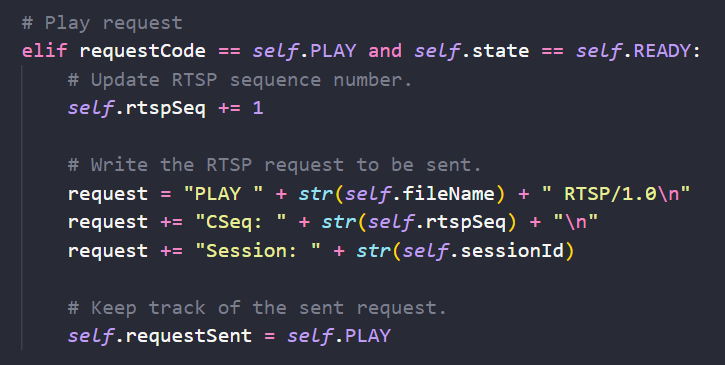 # Play request
elif requestCode == self.PLAY and self.state == self.READY:
# Update RTSP sequence number.
self.rtspSeq += 1
# Write the RTSP request to be sent.
request = "PLAY " + str(self.fileName) + " RTSP/1.0\n"
request += "CSeq: " + str(self.rtspSeq) + "\n"
request += "Session: " + str(self.sessionId)
# Keep track of the sent request.
self.requestSent = self.PLAY